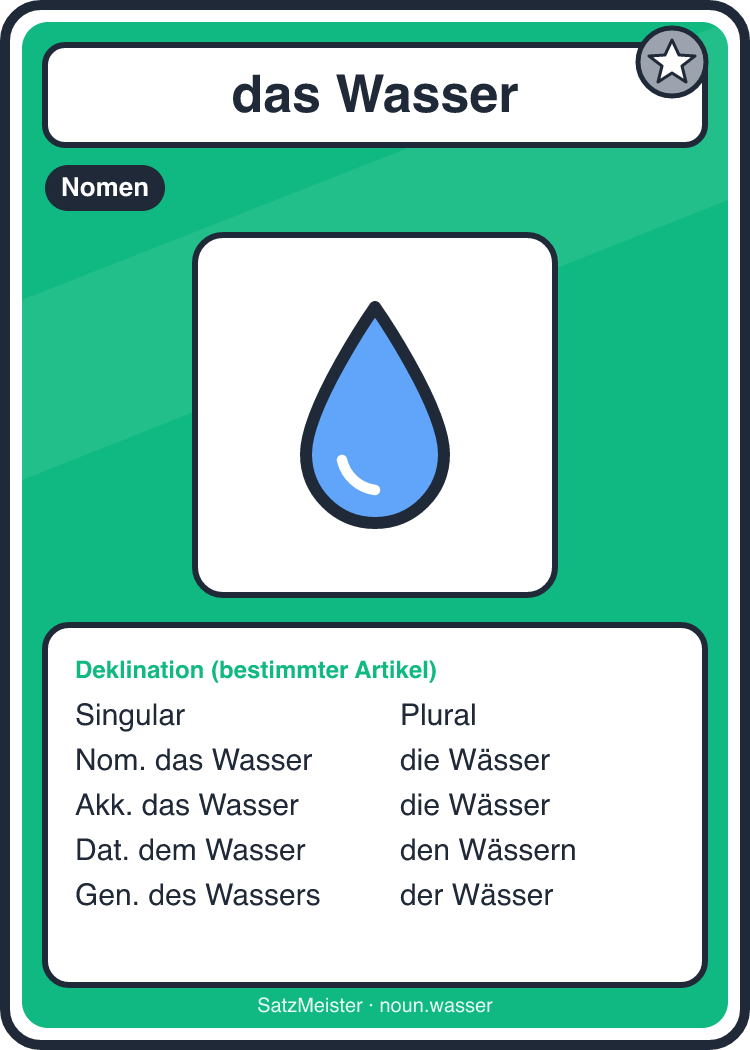 das Wasser
Nomen
Deklination (bestimmter Artikel)
Singular Plural
Nom. das Wasser die Wässer
Akk. das Wasser die Wässer
Dat. dem Wasser den Wässern
Gen. des Wassers der Wässer
SatzMeister · noun.wasser